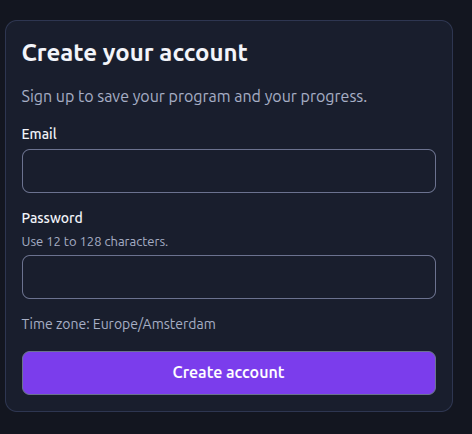 Create your account
Sign up to save your program and your progress.
Email
Password
Use 12 to 128 characters.
Time zone: Europe/Amsterdam
Create account